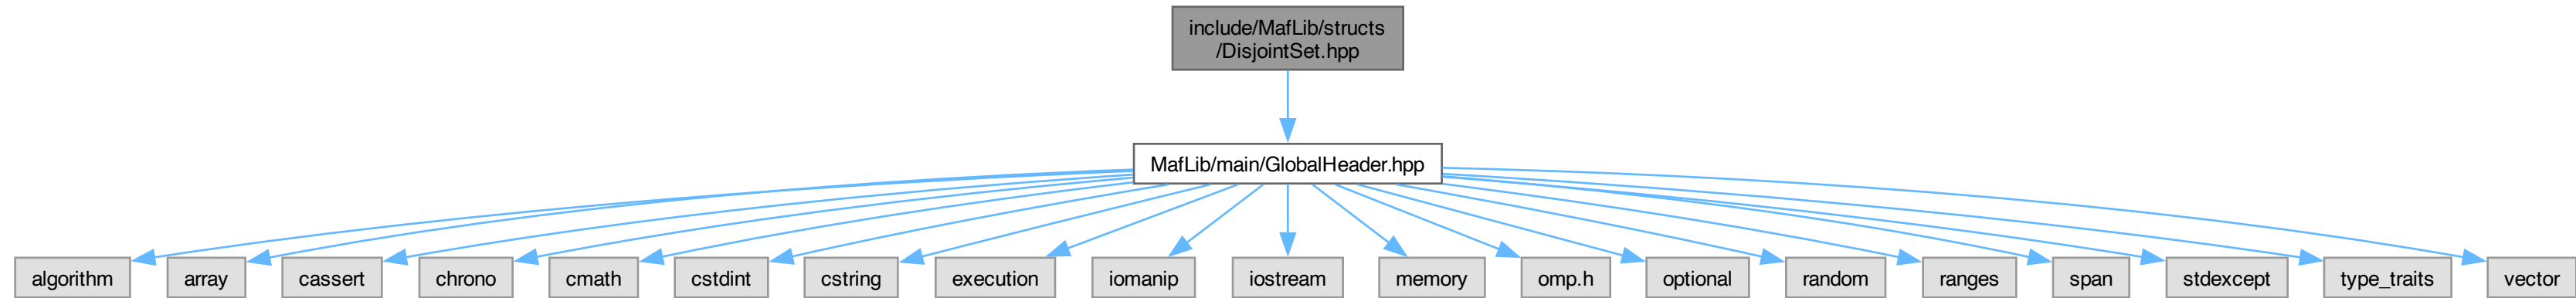 include/MafLib/structs
/DisjointSet.hpp
MafLib/main/GlobalHeader.hpp
algorithm
array
cassert
chrono
cmath
cstdint
cstring
execution
iomanip
iostream
memory
omp.h
optional
random
ranges
span
stdexcept
type_traits
vector